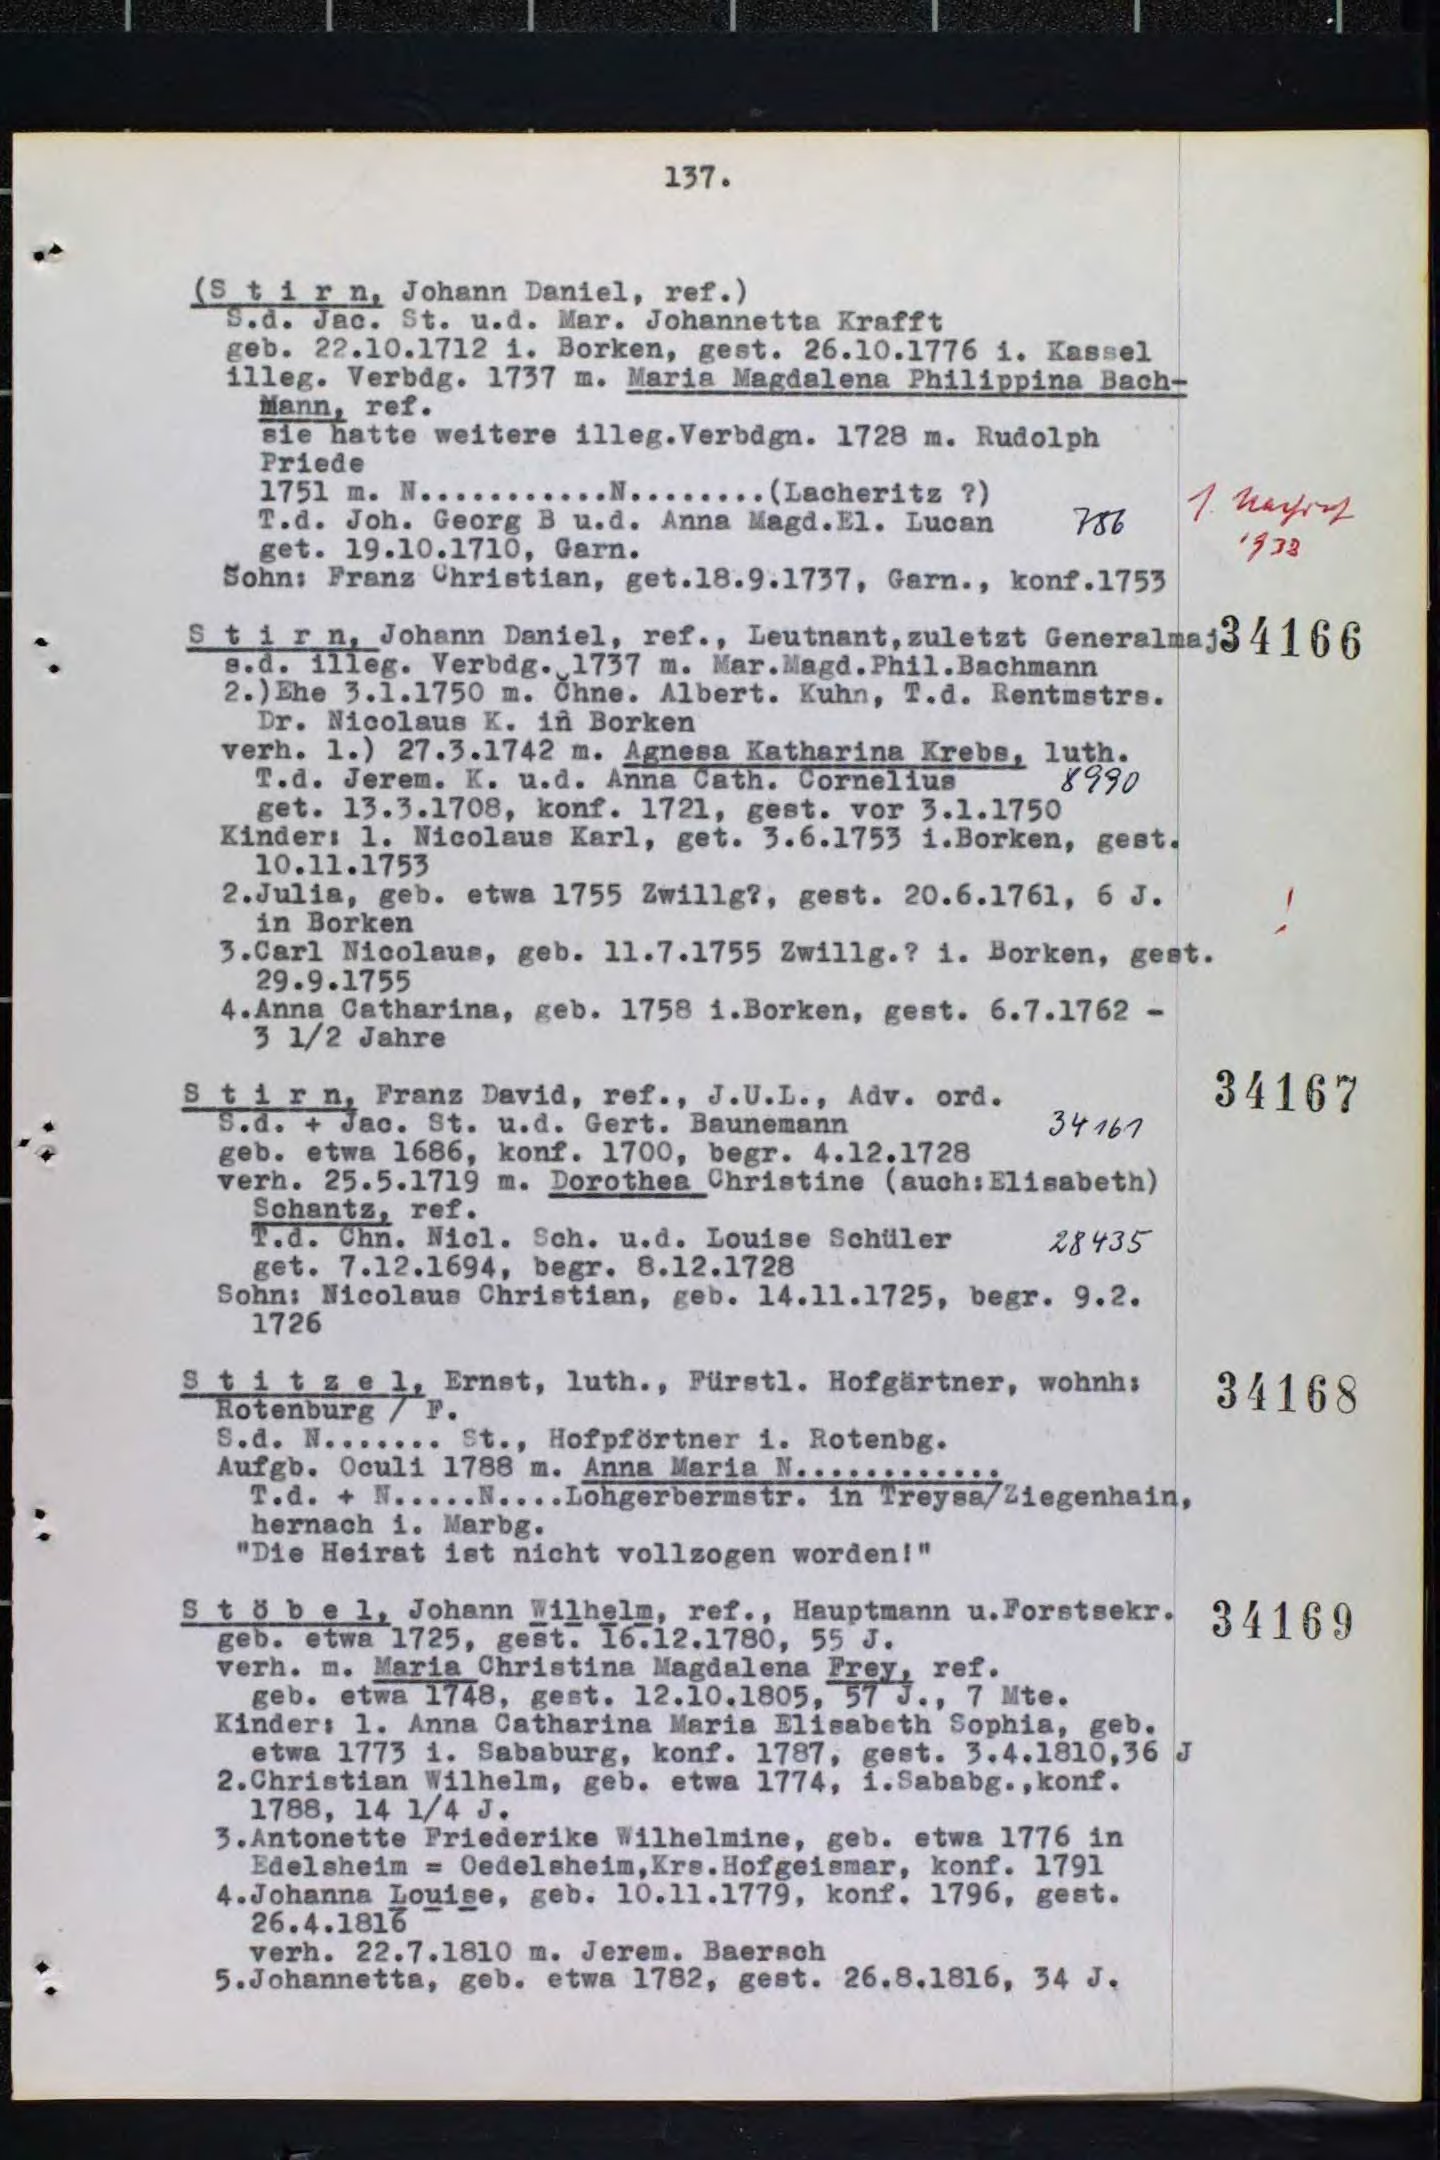 137.
(S t i r n, Johann Daniel, ref.)
S.d. Jac. St. u.d. Mar. Johannetta Krafft
geb. 22.10.1712 i. Borken, gest. 26.10.1776 i. Kassel
illeg. Verbdg. 1737 m. Maria Magdalena Philippina Bach-
Mann, ref.
sie hatte weitere illeg.Verbdgn. 1728 m. Rudolph
Priede
1751 m. N...........N........(Lacheritz ?)
T.d. Joh. Georg B u.d. Anna Magd.El. Lucan 786
1.
1938
get. 19.10.1710, Garn.
Sohn: Franz Christian, get.18.9.1737, Garn., konf.1753
S t i r n, Johann Daniel, ref., Leutnant,zuletzt Generalmaj 34166
s.d. illeg. Verbdg. 1737 m. Mar.Magd.Phil.Bachmann
2.)Ehe 3.1.1750 m. Chne. Albert. Kuhn, T.d. Rentmstrs.
Dr. Nicolaus K. in Borken
verh. 1.) 27.3.1742 m. Agnesa Katharina Krebs, luth.
T.d. Jerem. K. u.d. Anna Cath. Cornelius 8990
get. 13.3.1708, konf. 1721, gest. vor 3.1.1750
Kinder: 1. Nicolaus Karl, get. 3.6.1753 i.Borken, gest.
10.11.1753
2.Julia, geb. etwa 1755 Zwillg?, gest. 20.6.1761, 6 J. !
in Borken
3.Carl Nicolaus, geb. 11.7.1755 Zwillg.? i. Borken, gest.
29.9.1755
4.Anna Catharina, geb. 1758 i.Borken, gest. 6.7.1762 -
3 1/2 Jahre
S t i r n, Franz David, ref., J.U.L., Adv. ord. 34167
S.d. + Jac. St. u.d. Gert. Baunemann 34161
geb. etwa 1686, konf. 1700, begr. 4.12.1728
verh. 25.5.1719 m. Dorothea Christine (auch:Elisabeth)
Schantz, ref.
T.d. Chn. Nicl. Sch. u.d. Louise Schüler 28435
get. 7.12.1694, begr. 8.12.1728
Sohn: Nicolaus Christian, geb. 14.11.1725, begr. 9.2.
1726
S t i t z e l, Ernst, luth., Fürstl. Hofgärtner, wohnh: 34168
Rotenburg / F.
S.d. N....... St., Hofpförtner i. Rotenbg.
Aufgb. Oculi 1788 m. Anna Maria N............
T.d. + N.....N....Lohgerbermstr. in Treysa/Ziegenhain,
hernach i. Marbg.
"Die Heirat ist nicht vollzogen worden!"
S t ö b e l, Johann Wilhelm, ref., Hauptmann u.Forstsekr. 34169
geb. etwa 1725, gest. 16.12.1780, 55 J.
verh. m. Maria Christina Magdalena Frey, ref.
geb. etwa 1748, gest. 12.10.1805, 57 J., 7 Mte.
Kinder: 1. Anna Catharina Maria Elisabeth Sophia, geb.
etwa 1773 i. Sababurg, konf. 1787, gest. 3.4.1810,36 J
2.Christian Wilhelm, geb. etwa 1774, i.Sababg.,konf.
1788, 14 1/4 J.
3.Antonette Friederike Wilhelmine, geb. etwa 1776 in
Edelsheim = Oedelsheim,Krs.Hofgeismar, konf. 1791
4.Johanna Louise, geb. 10.11.1779, konf. 1796, gest.
26.4.1816
verh. 22.7.1810 m. Jerem. Baersch
5.Johannetta, geb. etwa 1782, gest. 26.8.1816, 34 J.